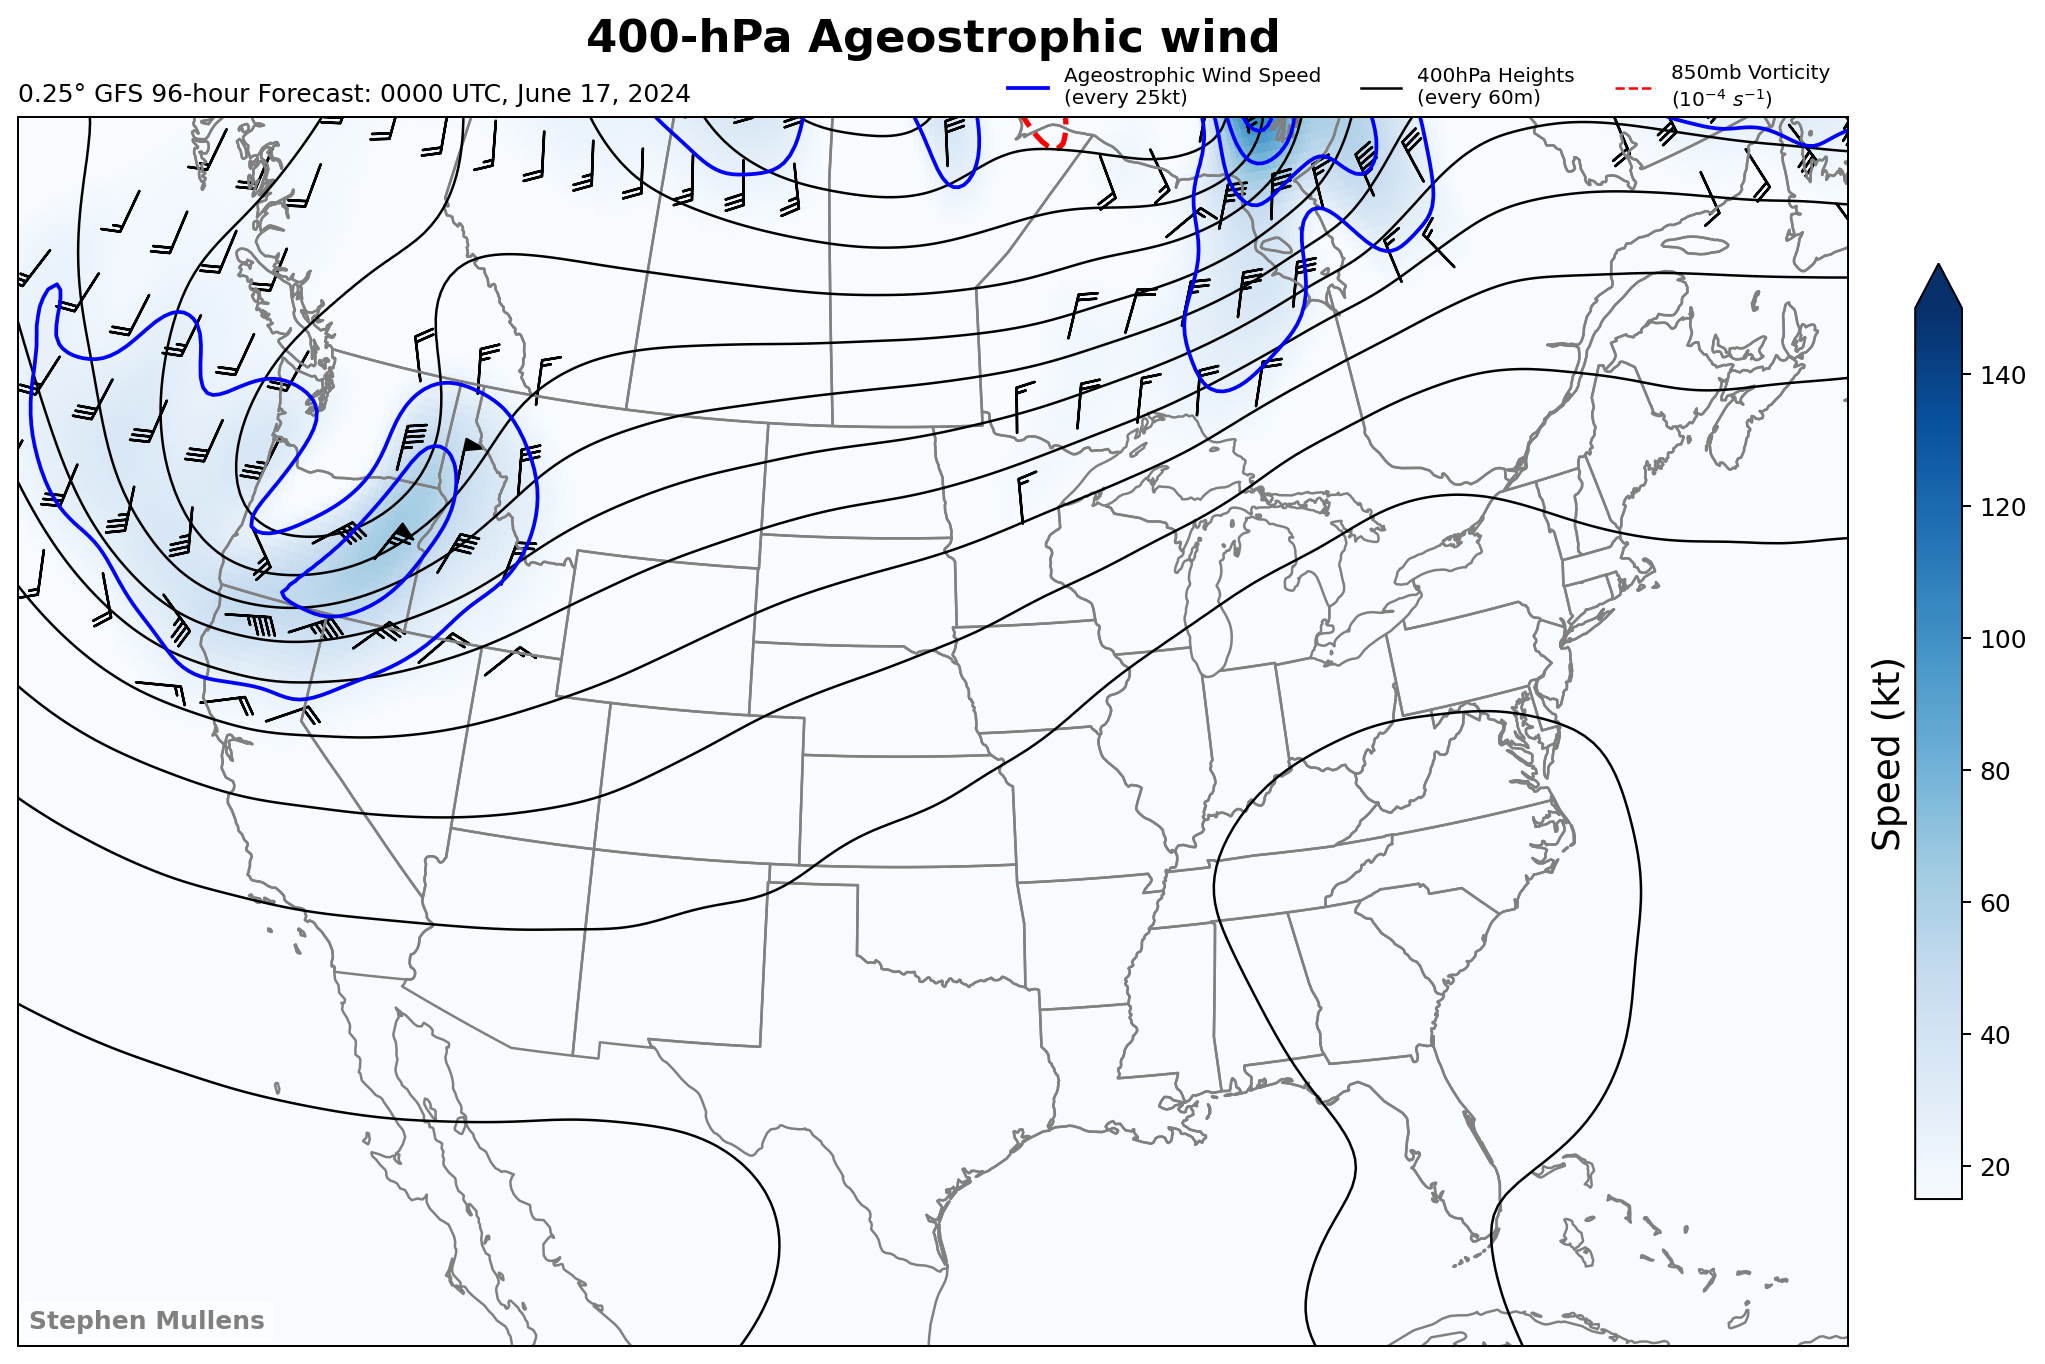 400-hPa Ageostrophic wind
0.25° GFS 96-hour Forecast: 0000 UTC, June 17, 2024
Ageostrophic Wind Speed
(every 25kt)
400hPa Heights
(every 60m)
850mb Vorticity
(10⁻⁴ s⁻¹)
140
120
100
80
60
40
20
Speed (kt)
Stephen Mullens